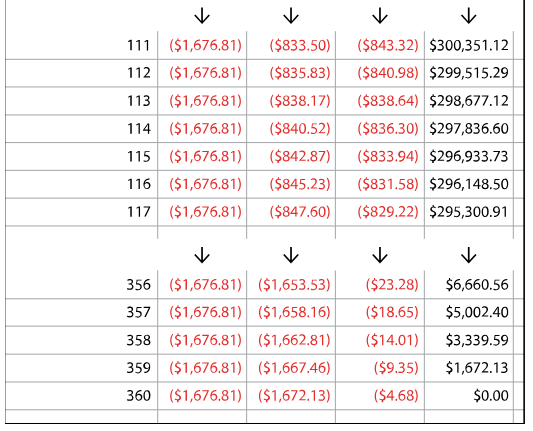 ↓ ↓ ↓ ↓
111 ($1,676.81) ($833.50) ($843.32) $300,351.12
112 ($1,676.81) ($835.83) ($840.98) $299,515.29
113 ($1,676.81) ($838.17) ($838.64) $298,677.12
114 ($1,676.81) ($840.52) ($836.30) $297,836.60
115 ($1,676.81) ($842.87) ($833.94) $296,933.73
116 ($1,676.81) ($845.23) ($831.58) $296,148.50
117 ($1,676.81) ($847.60) ($829.22) $295,300.91
↓ ↓ ↓ ↓
356 ($1,676.81) ($1,653.53) ($23.28) $6,660.56
357 ($1,676.81) ($1,658.16) ($18.65) $5,002.40
358 ($1,676.81) ($1,662.81) ($14.01) $3,339.59
359 ($1,676.81) ($1,667.46) ($9.35) $1,672.13
360 ($1,676.81) ($1,672.13) ($4.68) $0.00